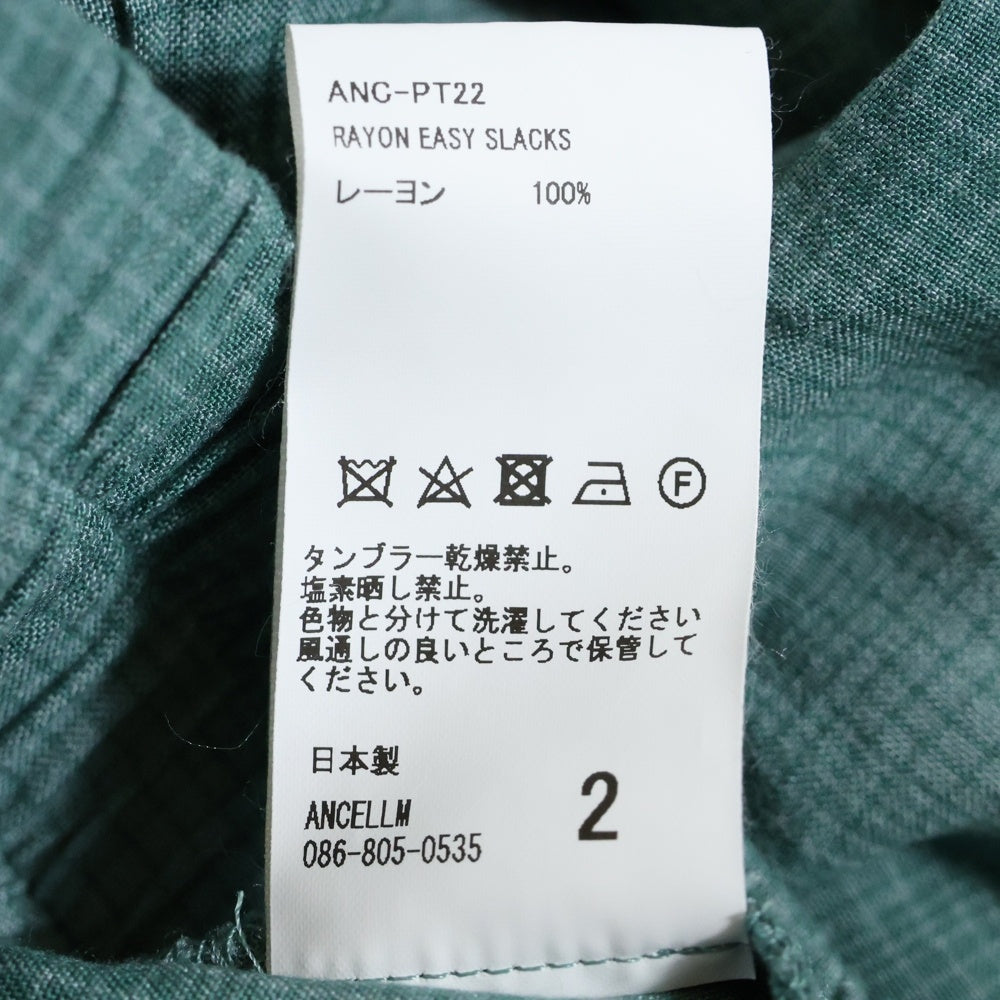 ANC-PT22
RAYON EASY SLACKS
レーヨン 100%
F
タンブラー乾燥禁止。
塩素晒し禁止。
色物と分けて洗濯してください
風通しの良いところで保管して
ください。
日本製
ANCELLM 2
086-805-0535